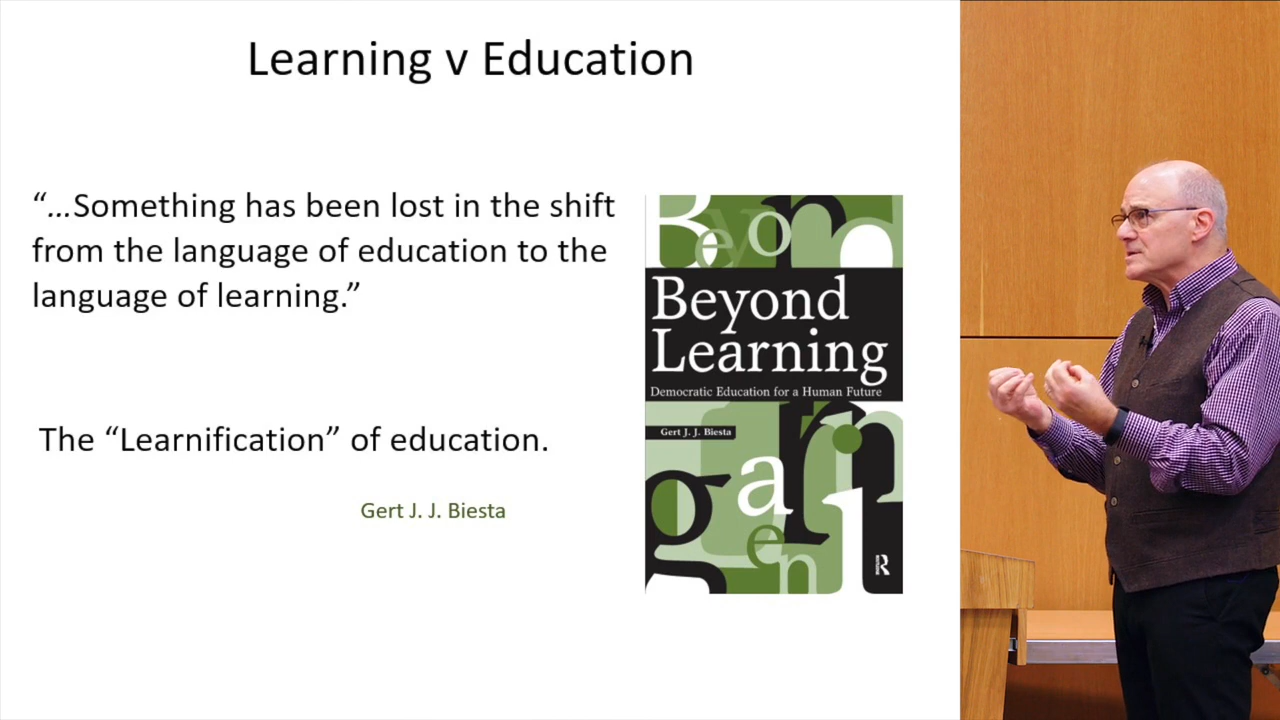 Learning v Education
“…Something has been lost in the shift
from the language of education to the
language of learning.”
The “Learnification” of education.
Gert J. J. Biesta
Beyond
Beyond
Learning
Democratic Education for a Human Future
Gert J. J. Biesta